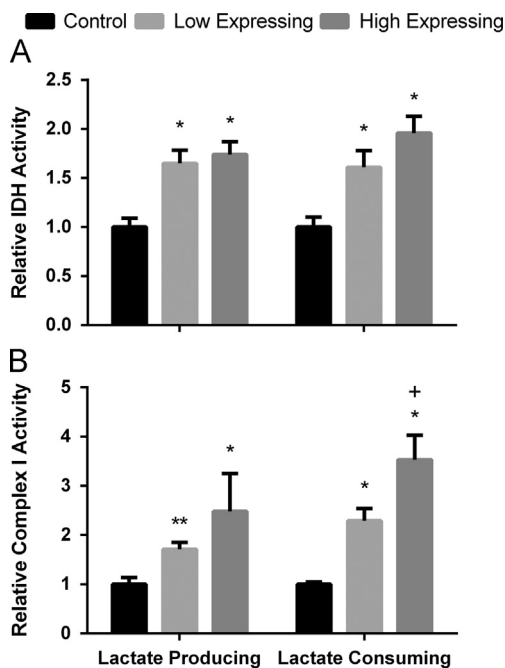 Control Low Expressing High Expressing
A
Relative IDH Activity
2.5
2.0
1.5
1.0
0.5
0.0
* * * *
B
Relative Complex I Activity
5
4
3
2
1
0
** * * + *
Lactate Producing Lactate Consuming